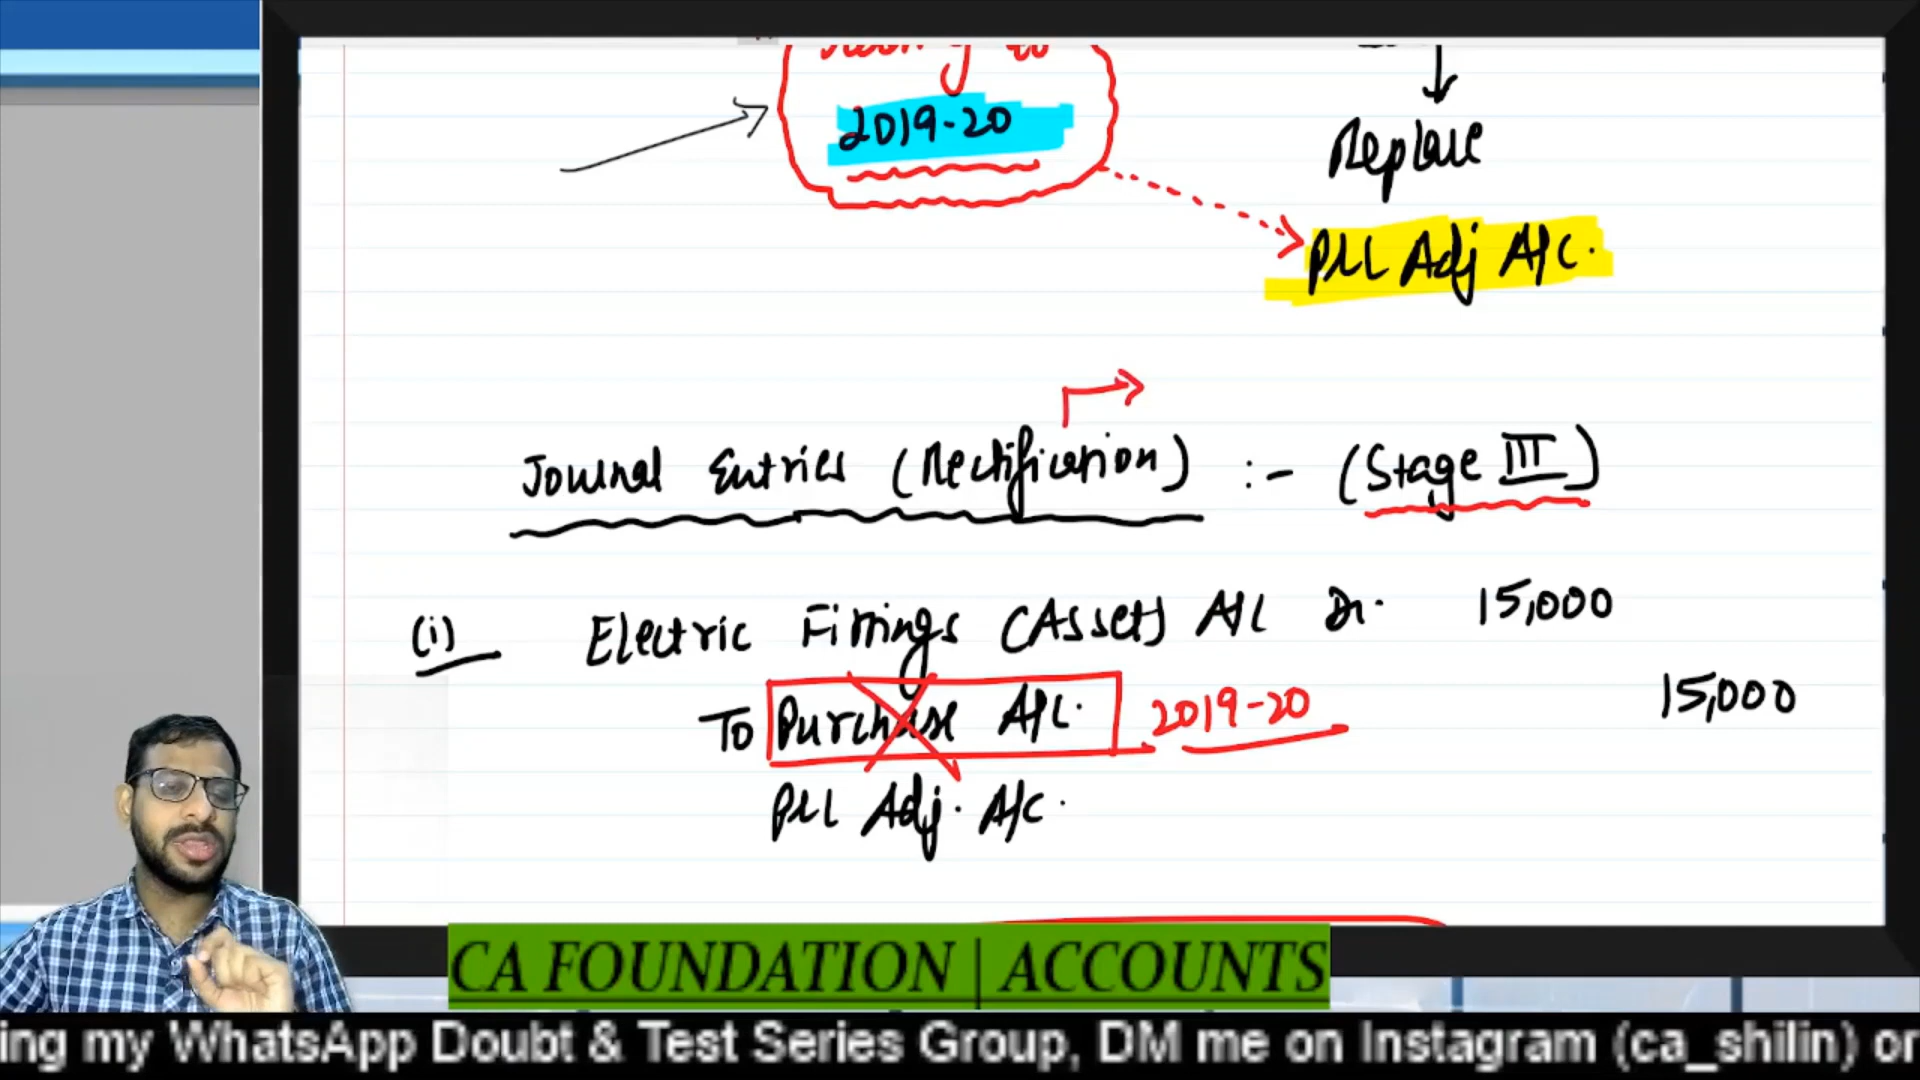 2019-20
Replace
P&L Adj A/c.
Journal Entries (Rectification) :- (Stage III)
(i) Electric Fittings (Assets) A/c Dr. 15,000
To Purchase A/c. 2019-20 15,000
P&L Adj. A/c.
CA FOUNDATION | ACCOUNTS
ing my WhatsApp Doubt & Test Series Group, DM me on Instagram (ca_shilin) or